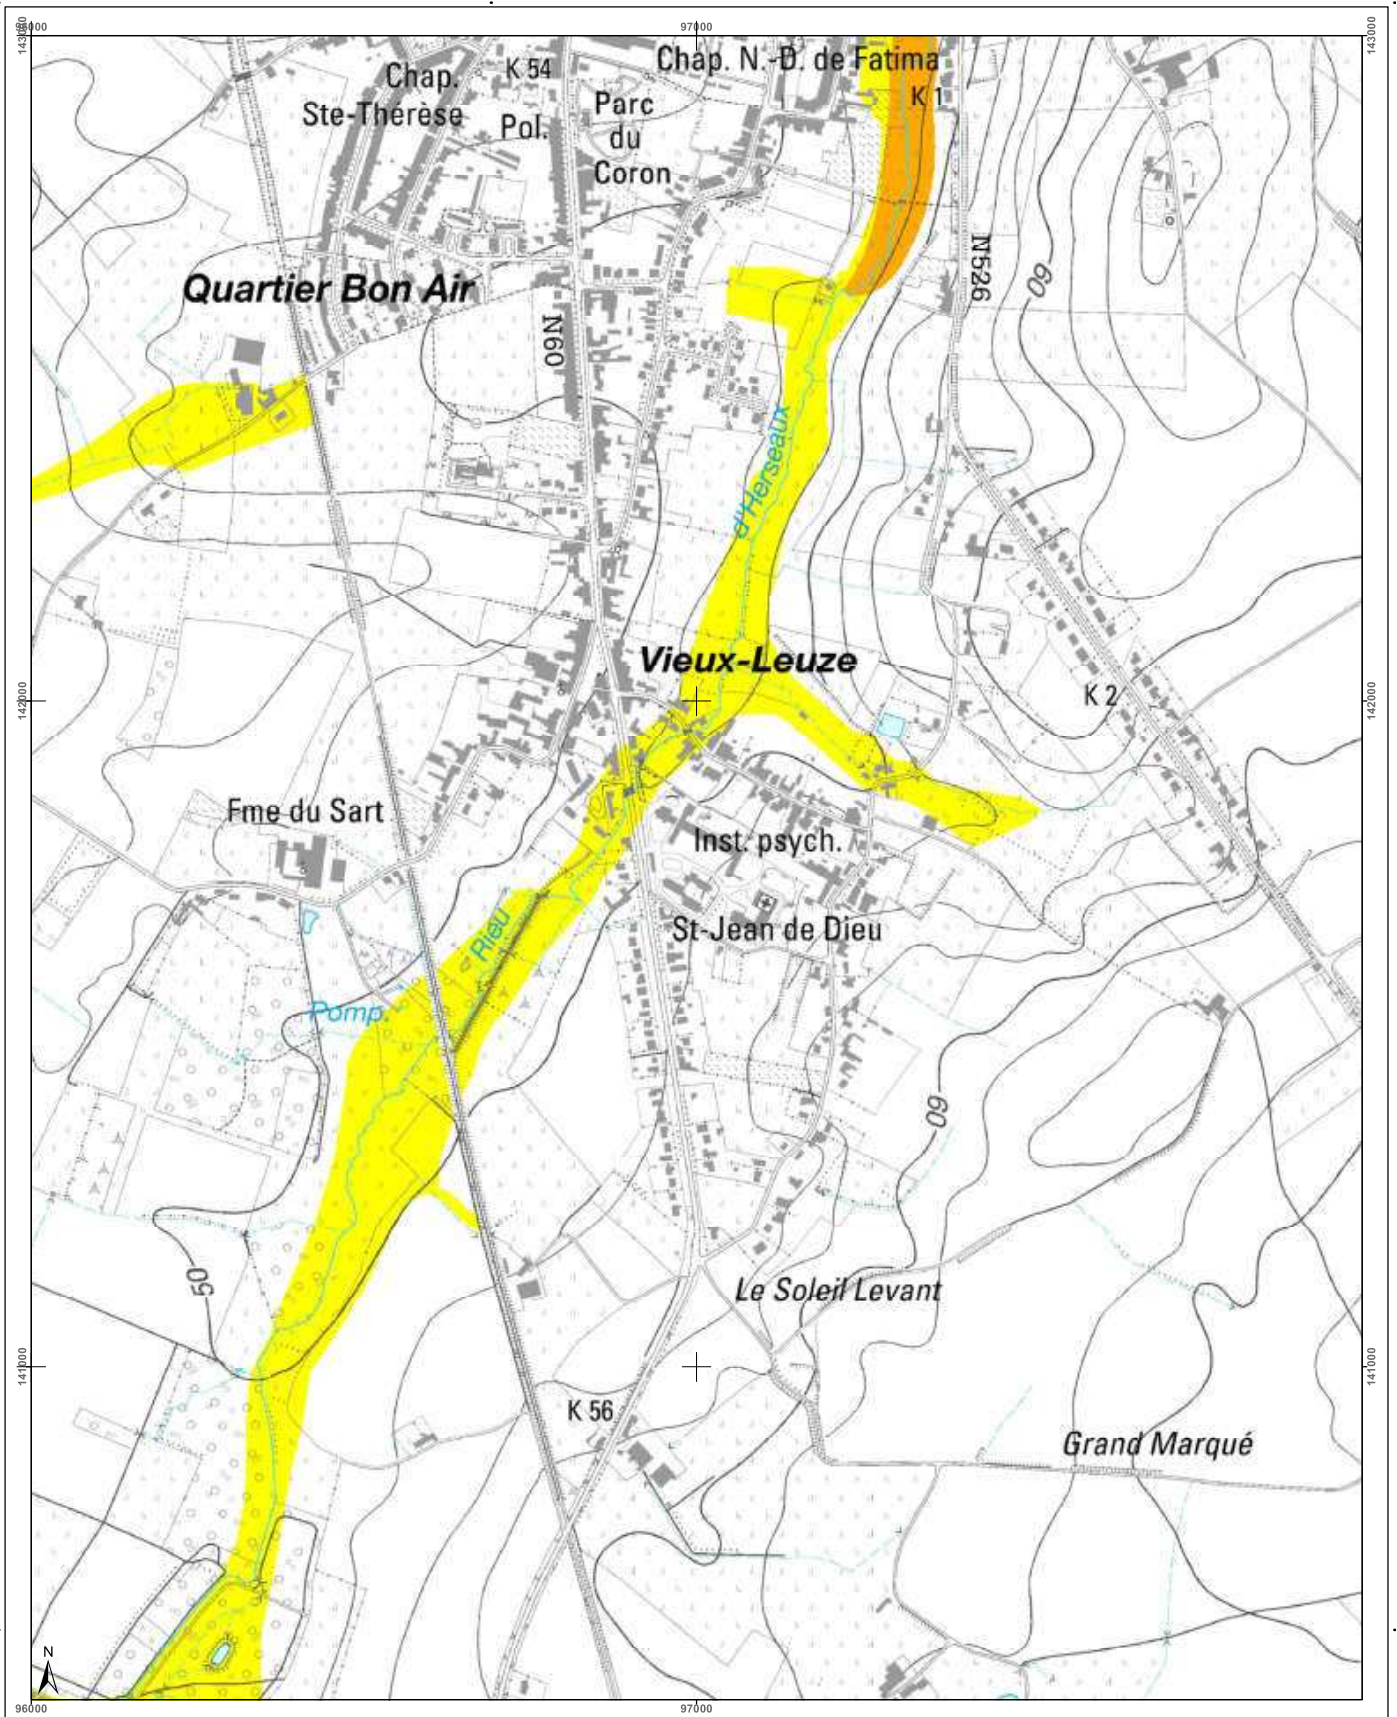 96000
97000
143000
143000
Chap. N.-D. de Fatima
K 54
Chap.
Ste-Thérèse
Pol.
Parc
du
Coron
K 1
N526
60
Quartier Bon Air
N60
d'Herseaux
Vieux-Leuze
K 2
142000
142000
Fme du Sart
Inst. psych.
St-Jean de Dieu
Rieu
Pomp.
60
50
Le Soleil Levant
141000
141000
K 56
Grand Marqué
N
96000
97000